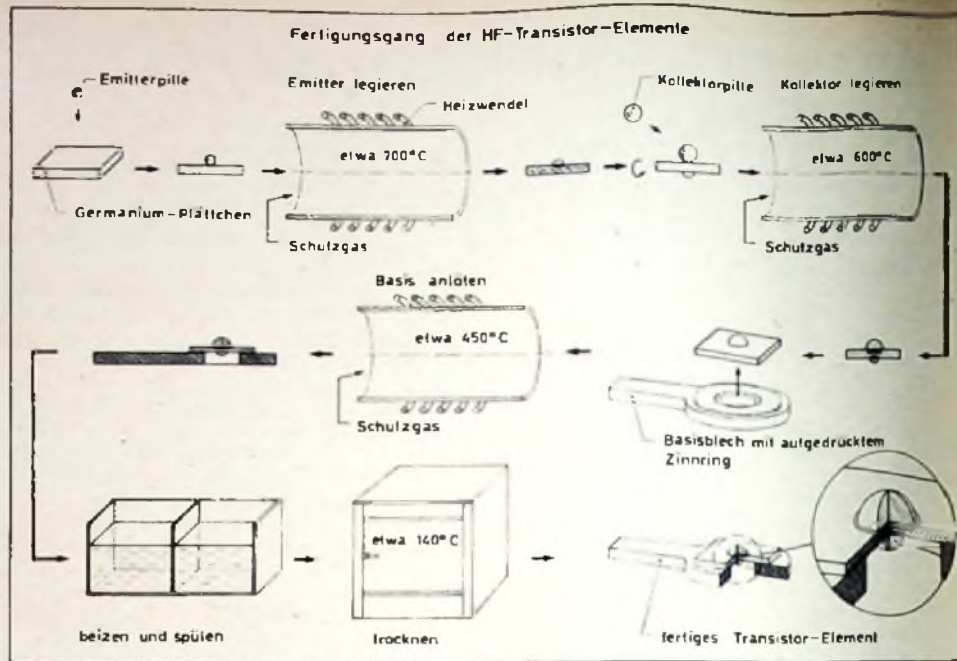 Fertigungsgang der HF-Transistor-Elemente
Emitterpille
Emitter legieren
Heizwendel
Kollektorpille
Kollektor legieren
etwa 700°C
etwa 600°C
Germanium-Plättchen
Schutzgas
Schutzgas
Basis anlöten
etwa 450°C
Schutzgas
Basisblech mit aufgedrücktem
Zinnring
etwa 140°C
beizen und spülen
trocknen
fertiges Transistor-Element